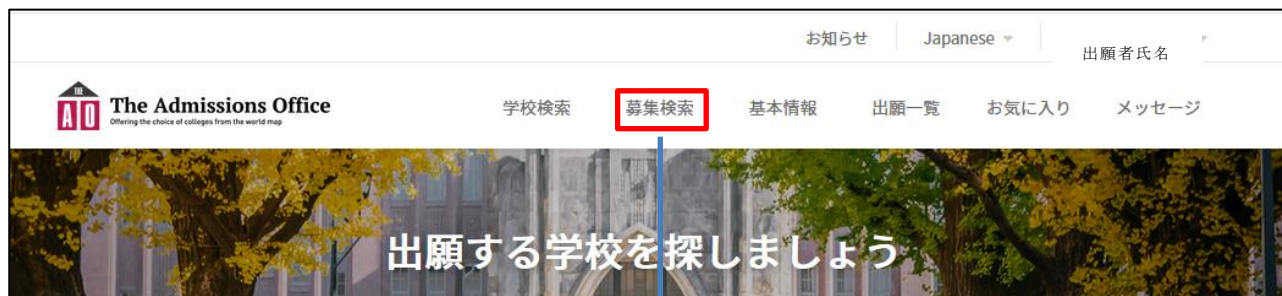 お知らせ Japanese 出願者氏名
THE
AO The Admissions Office
Offering the choice of colleges from the world map
学校検索 募集検索 基本情報 出願一覧 お気に入り メッセージ
出願する学校を探しましょう